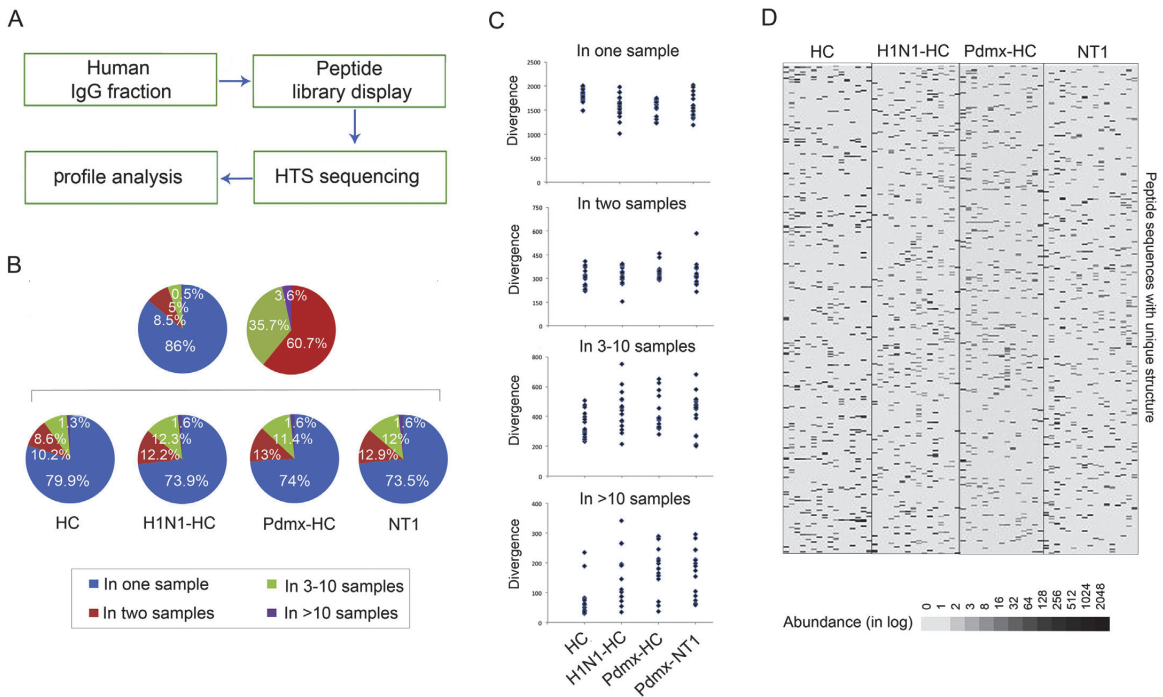 A
Human
IgG fraction
Peptide
library display
profile analysis
HTS sequencing
B
0.5%
5%
8.5%
86%
3.6%
35.7%
60.7%
1.3%
8.6%
10.2%
79.9%
HC
1.6%
12.3%
12.2%
73.9%
H1N1-HC
1.6%
11.4%
13%
74%
Pdmx-HC
1.6%
12%
12.9%
73.5%
NT1
In one sample
In 3-10 samples
In two samples
In >10 samples
C
In one sample
Divergence
2500
2000
1500
1000
500
0
In two samples
Divergence
750
600
450
300
150
0
In 3-10 samples
Divergence
800
600
400
200
0
In >10 samples
Divergence
400
300
200
100
0
HC
H1N1-HC
Pdmx-HC
Pdmx-NT1
D
HC
H1N1-HC
Pdmx-HC
NT1
Peptide sequences with unique structure
0
1
2
3
8
16
32
64
128
256
512
1024
2048
Abundance (in log)